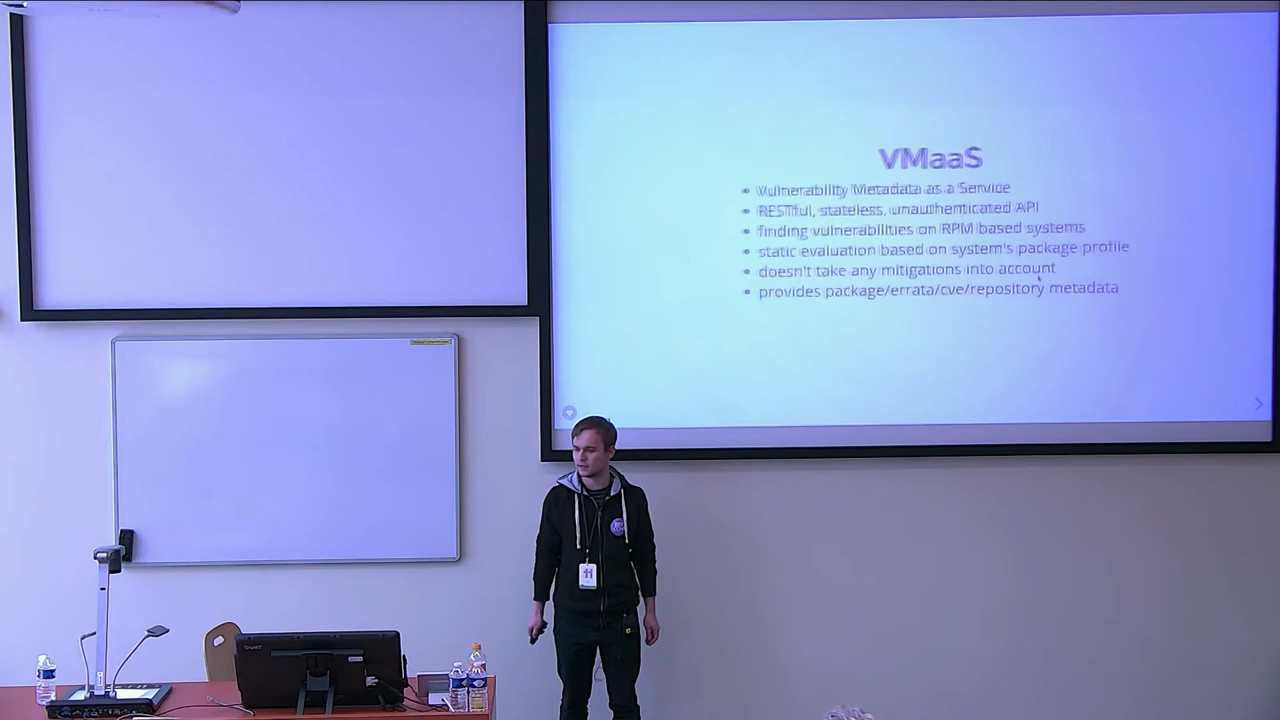 VMaaS
• Vulnerability Metadata as a Service
• RESTful, stateless, unauthenticated API
• finding vulnerabilities on RPM based systems
• static evaluation based on system's package profile
• doesn't take any mitigations into account
• provides package/errata/cve/repository metadata